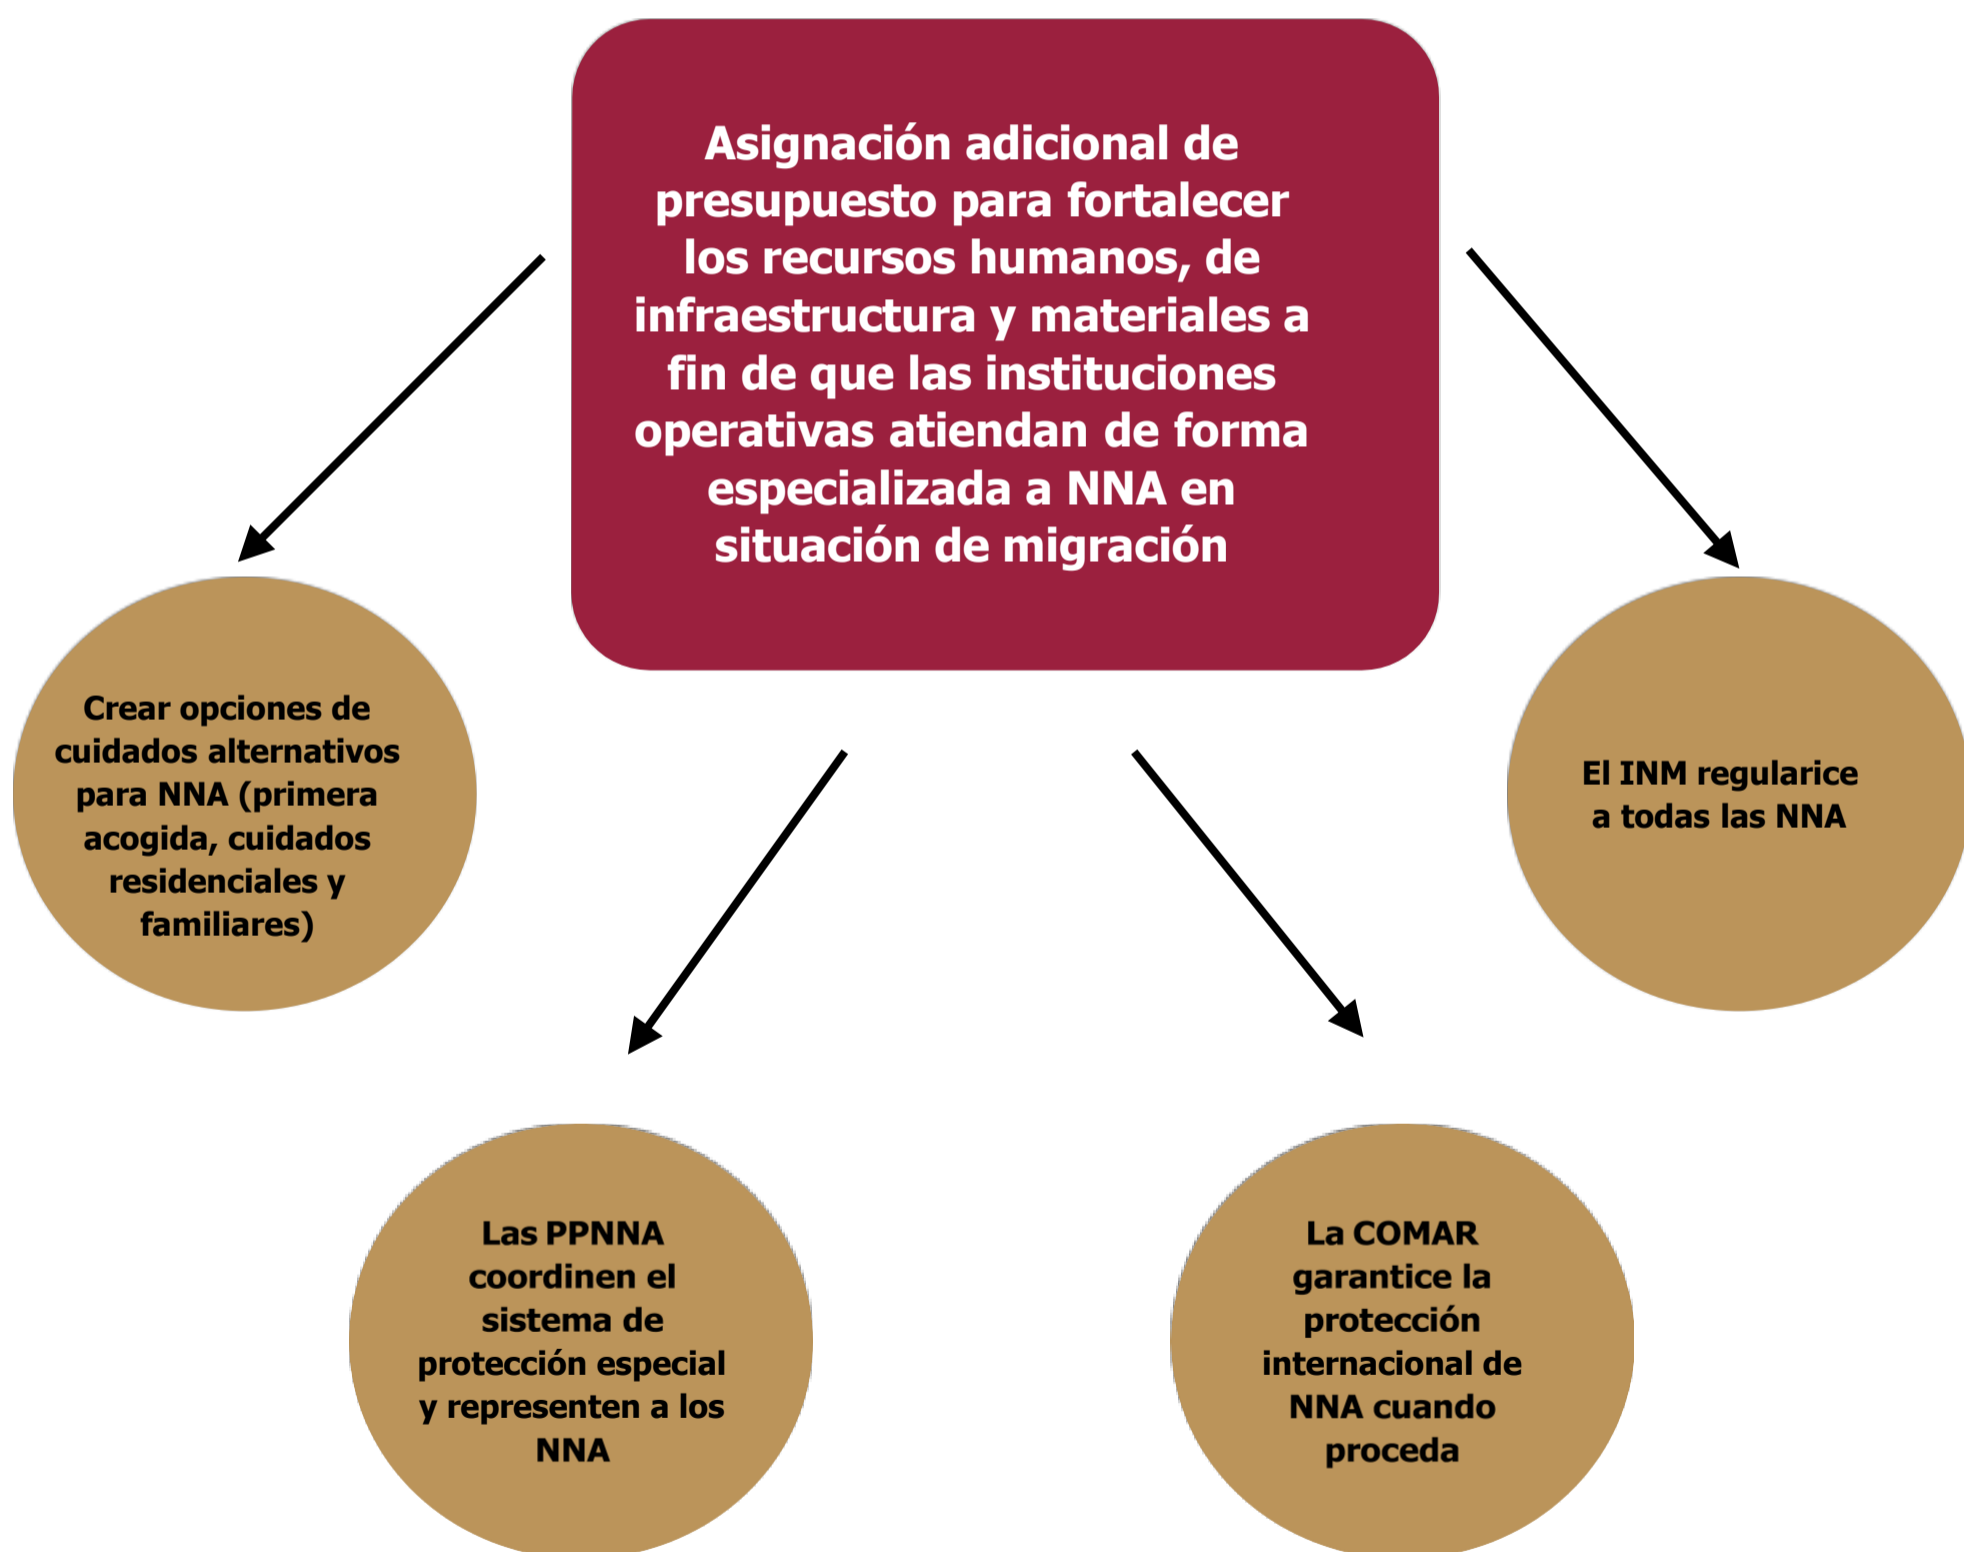 Asignación adicional de
presupuesto para fortalecer
los recursos humanos, de
infraestructura y materiales a
fin de que las instituciones
operativas atiendan de forma
especializada a NNA en
situación de migración
Crear opciones de
cuidados alternativos
para NNA (primera
acogida, cuidados
residenciales y
familiares)
El INM regularice
a todas las NNA
Las PPNNA
coordinen el
sistema de
protección especial
y representen a los
NNA
La COMAR
garantice la
protección
internacional de
NNA cuando
proceda